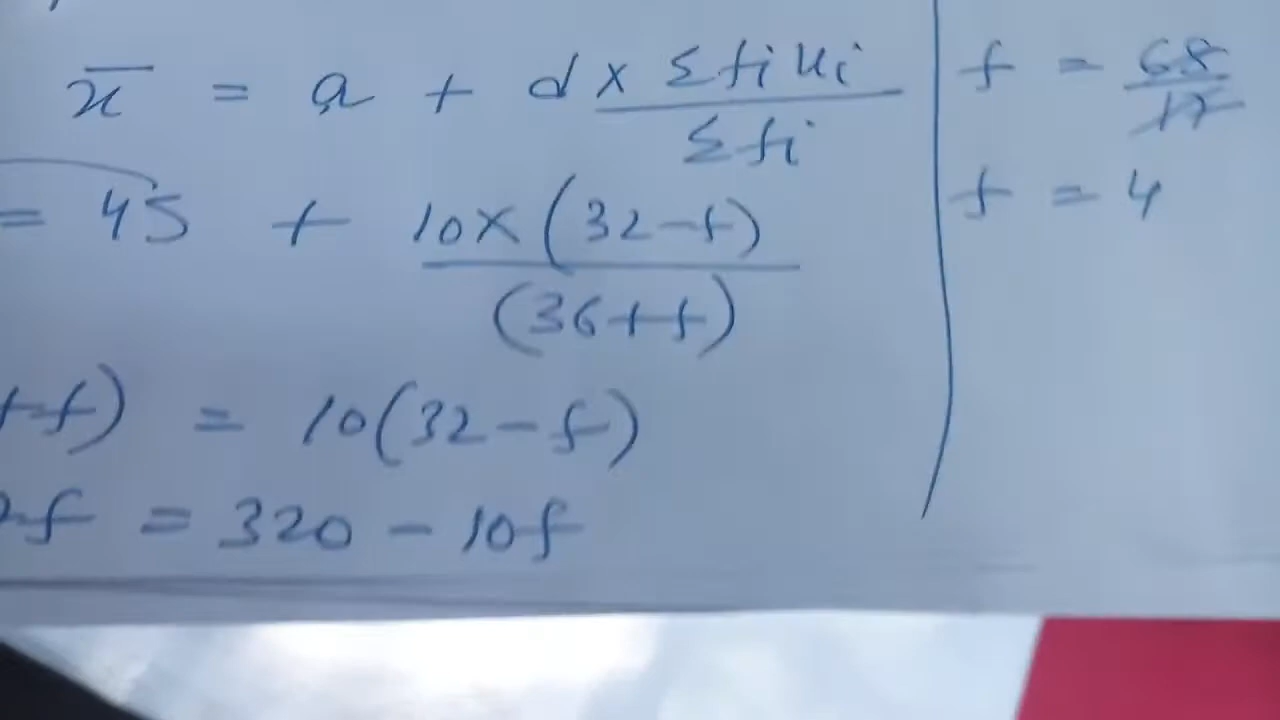 x̄ = a + d × Σfiui / Σfi
= 45 + 10×(32-f) / (36+f)
+f) = 10(32-f)
f = 320 - 10f
f = 68/17
f = 4